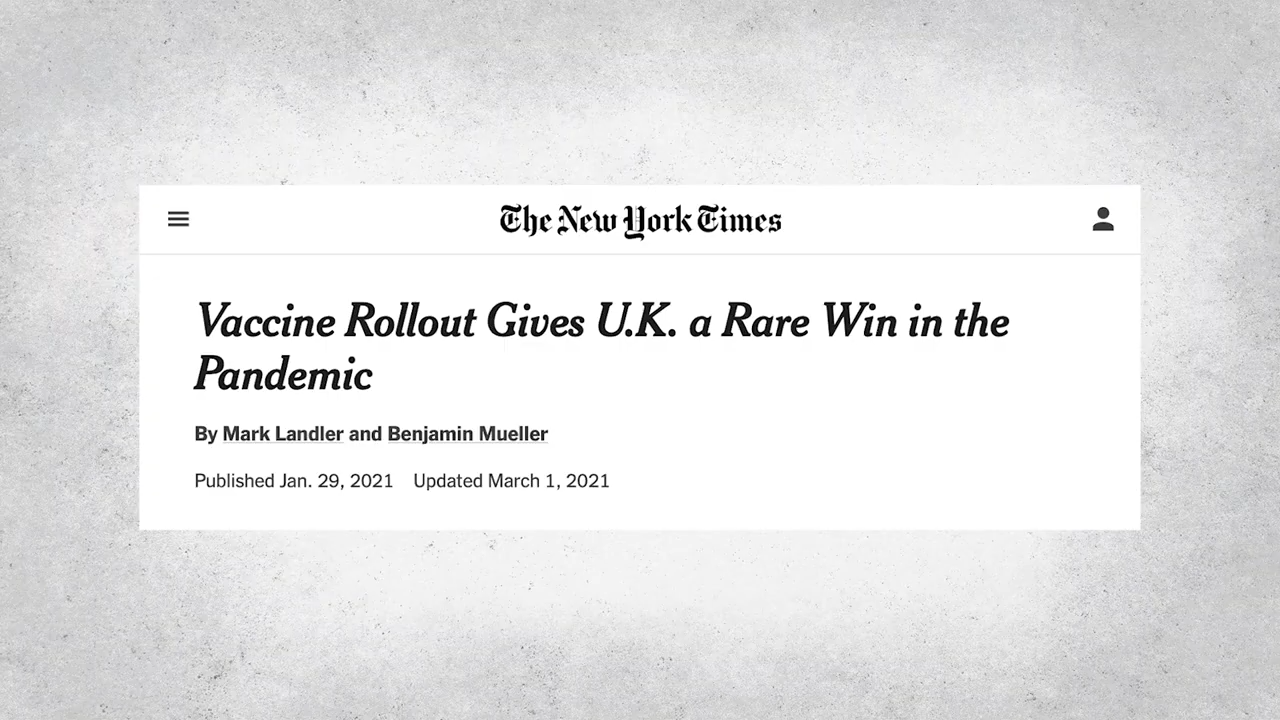 The New York Times
Vaccine Rollout Gives U.K. a Rare Win in the
Pandemic
By Mark Landler and Benjamin Mueller
Published Jan. 29, 2021 Updated March 1, 2021